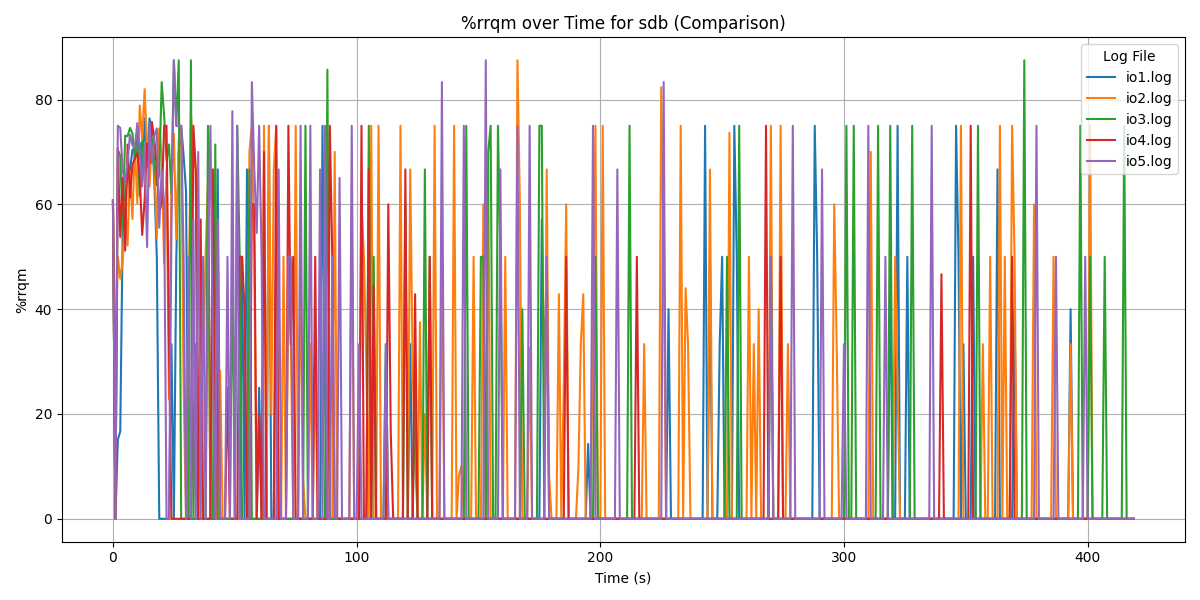 %rrqm over Time for sdb (Comparison)
%rrqm
80
60
40
20
0
0 100 200 300 400
Time (s)
Log File
io1.log
io2.log
io3.log
io4.log
io5.log